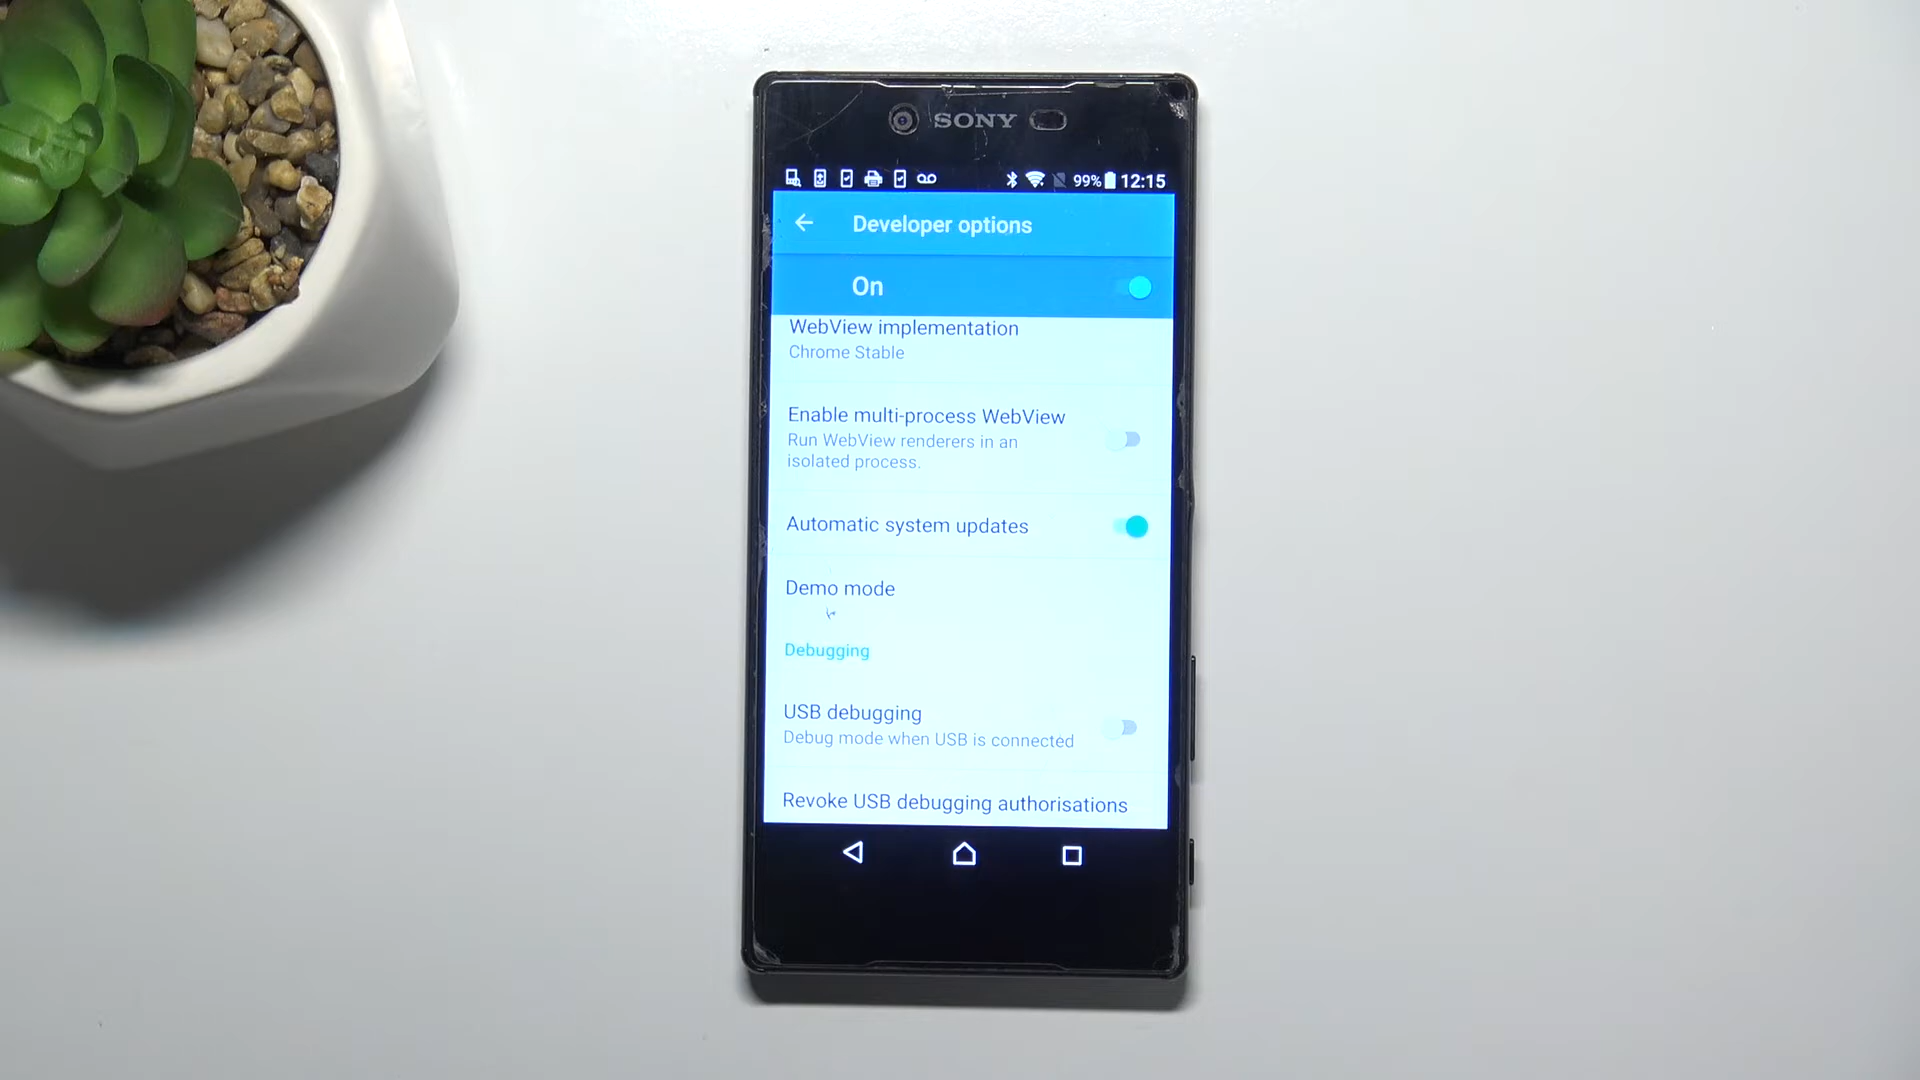 SONY
99% 12:15
Developer options
On
WebView implementation
Chrome Stable
Enable multi-process WebView
Run WebView renderers in an
isolated process.
Automatic system updates
Demo mode
Debugging
USB debugging
Debug mode when USB is connected
Revoke USB debugging authorisations